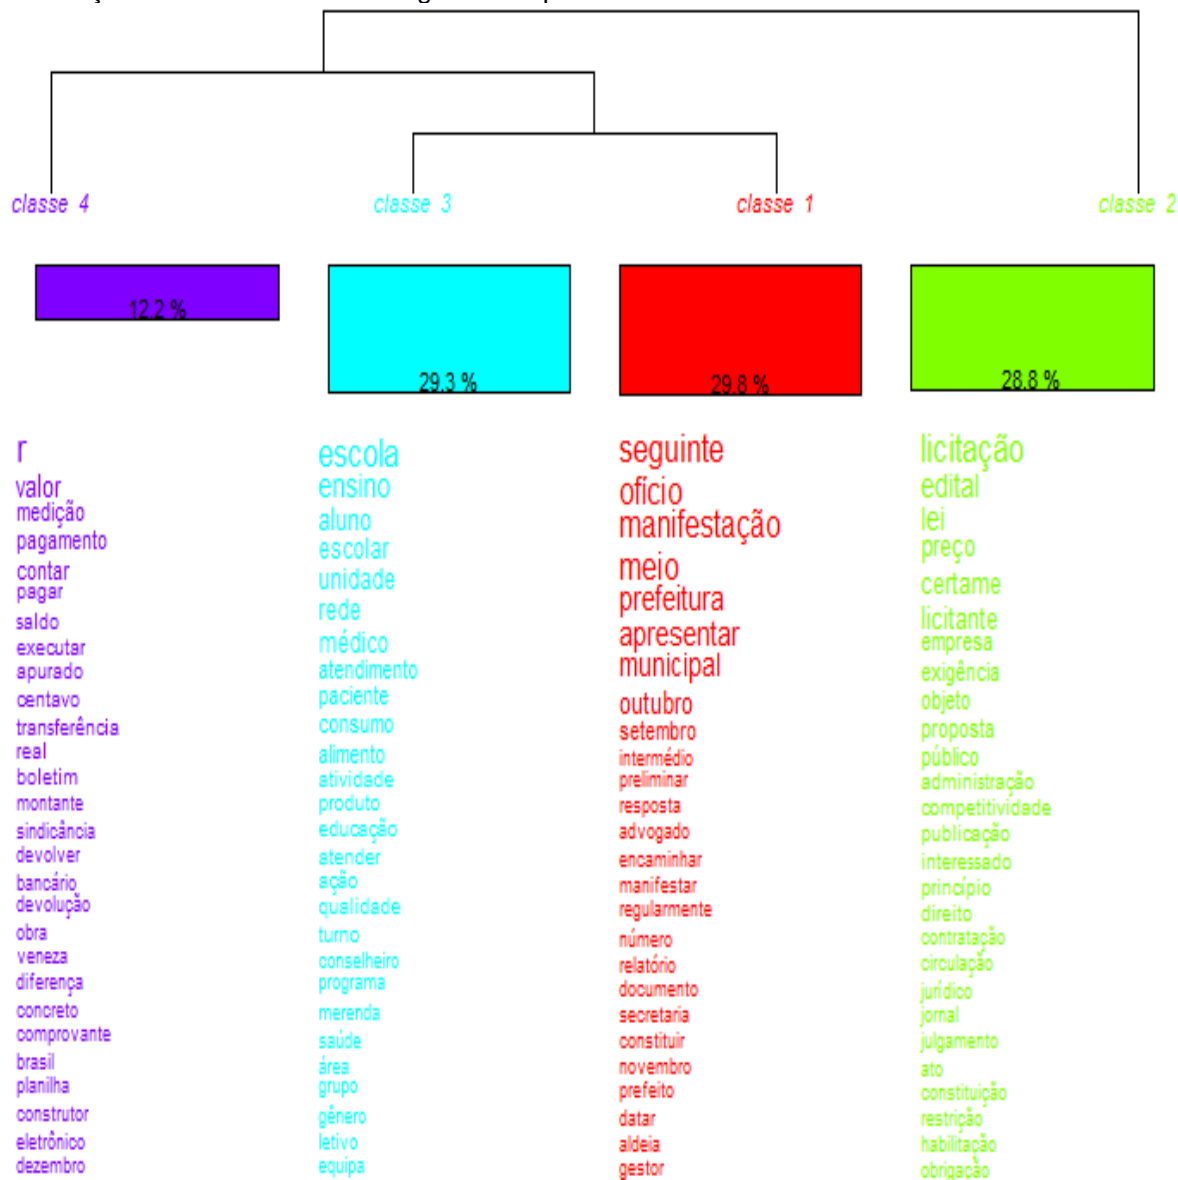 classe 4
classe 3
classe 1
classe 2
12.2 %
29.3 %
29.8 %
28.8 %
r
valor
medição
pagamento
contar
pagar
saldo
executar
apurado
centavo
transferência
real
boletim
montante
sindicância
devolver
bancário
devolução
obra
veneza
diferença
concreto
comprovante
brasil
planilha
construtor
eletrônico
dezembro
escola
ensino
aluno
escolar
unidade
rede
médico
atendimento
paciente
consumo
alimento
atividade
produto
educação
atender
ação
qualidade
turno
conselheiro
programa
merenda
saúde
área
grupo
gênero
letivo
equipa
seguinte
ofício
manifestação
meio
prefeitura
apresentar
municipal
outubro
setembro
intermédio
preliminar
resposta
advogado
encaminhar
manifestar
regularmente
número
relatório
documento
secretaria
constituir
novembro
prefeito
datar
aldeia
gestor
licitação
edital
lei
preço
certame
licitante
empresa
exigência
objeto
proposta
público
administração
competitividade
publicação
interessado
princípio
direito
contratação
circulação
jurídico
jornal
julgamento
ato
constituição
restrição
habilitação
obrigação